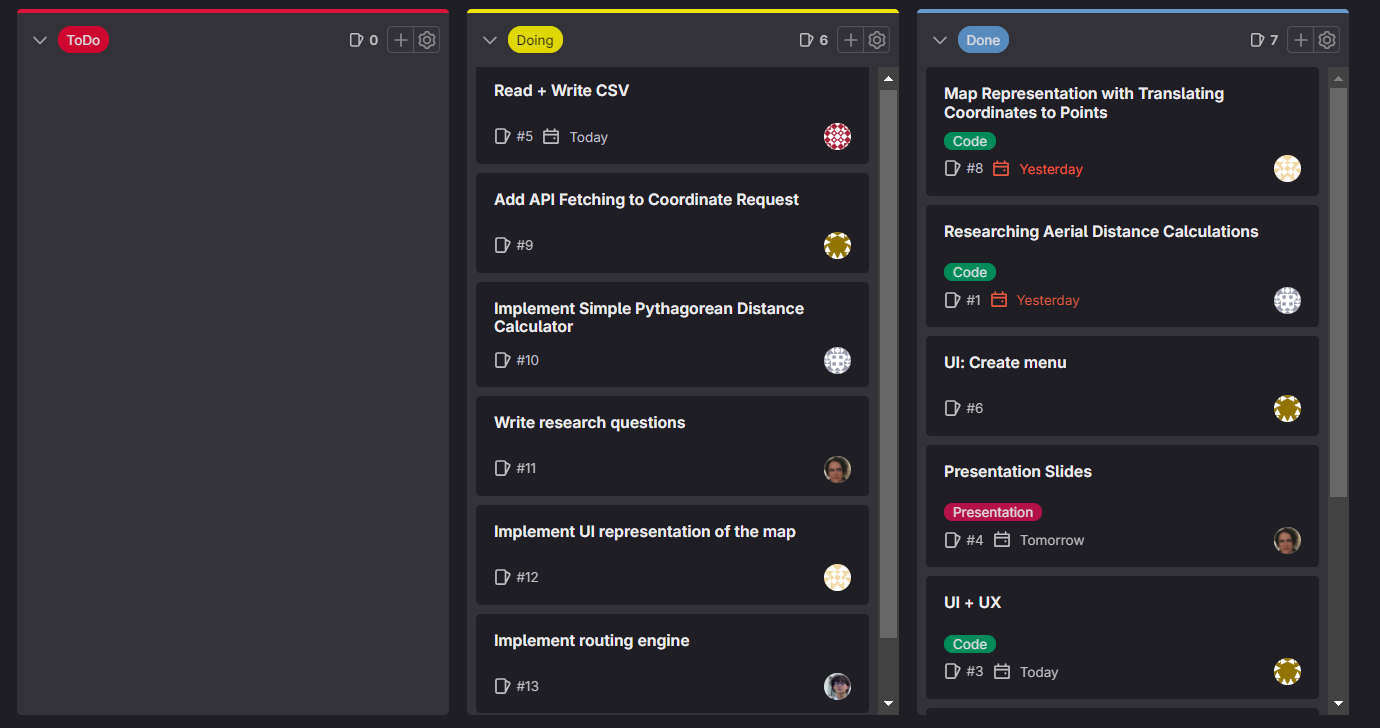 ToDo
0
Doing
6
Read + Write CSV
#5 Today
Add API Fetching to Coordinate Request
#9
Implement Simple Pythagorean Distance
Calculator
#10
Write research questions
#11
Implement UI representation of the map
#12
Implement routing engine
#13
Done
7
Map Representation with Translating
Coordinates to Points
Code
#8 Yesterday
Researching Aerial Distance Calculations
Code
#1 Yesterday
UI: Create menu
#6
Presentation Slides
Presentation
#4 Tomorrow
UI + UX
Code
#3 Today